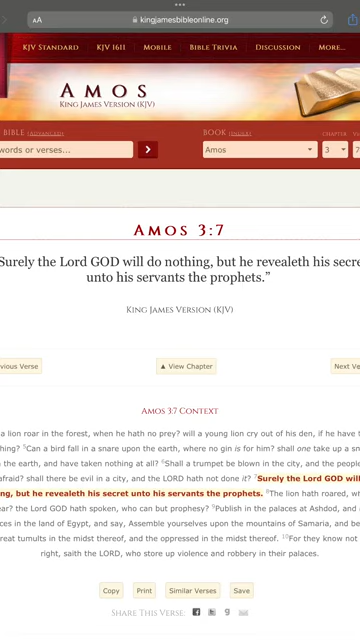 AA
kingjamesbibleonline.org
KJV Standard KJV 1611 Mobile Bible Trivia Discussion More...
Amos
King James Version (KJV)
BIBLE (Advanced) BOOK (Index) CHAPTER
words or verses... Amos 3 7
Amos 3:7
Surely the Lord GOD will do nothing, but he revealeth his secre
unto his servants the prophets.”
King James Version (KJV)
vious Verse ▲ View Chapter Next Ve
Amos 3:7 Context
a lion roar in the forest, when he hath no prey? will a young lion cry out of his den, if he have t
hing? 5Can a bird fall in a snare upon the earth, where no gin is for him? shall one take up a sn
the earth, and have taken nothing at all? 6Shall a trumpet be blown in the city, and the people
afraid? shall there be evil in a city, and the LORD hath not done it? 7Surely the Lord GOD will
ng, but he revealeth his secret unto his servants the prophets. 8The lion hath roared, wh
ear? the Lord GOD hath spoken, who can but prophesy? 9Publish in the palaces at Ashdod, and
ces in the land of Egypt, and say, Assemble yourselves upon the mountains of Samaria, and be
reat tumults in the midst thereof, and the oppressed in the midst thereof. 10For they know not
right, saith the LORD, who store up violence and robbery in their palaces.
Copy Print Similar Verses Save
Share This Verse: